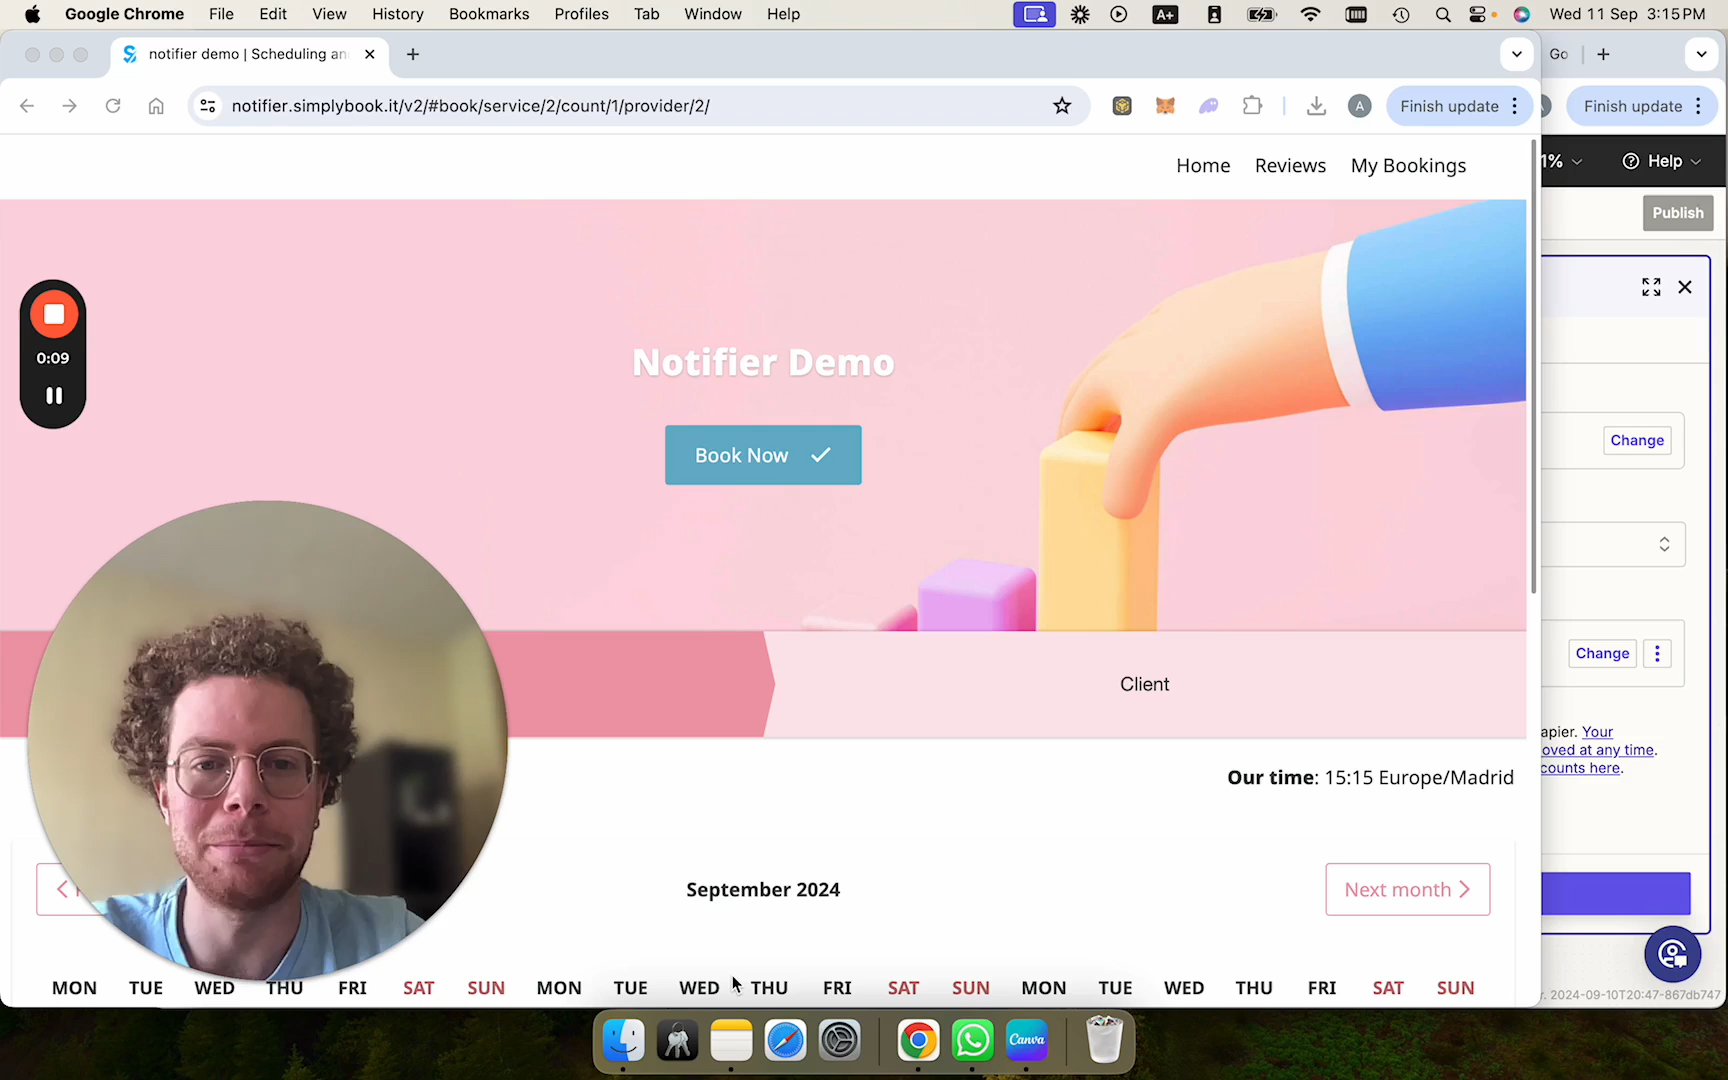 Google Chrome File Edit View History Bookmarks Profiles Tab Window Help
A+
Wed 11 Sep 3:15 PM
notifier demo | Scheduling an
Go
notifier.simplybook.it/v2/#book/service/2/count/1/provider/2/
A
Finish update
Finish update
Home Reviews My Bookings
1%
Help
Publish
0:09
Notifier Demo
Book Now
Change
Client
Change
apier. Your
oved at any time.
counts here.
Our time: 15:15 Europe/Madrid
September 2024
Next month
MON TUE WED THU FRI SAT SUN MON TUE WED THU FRI SAT SUN MON TUE WED THU FRI SAT SUN
r. 2024-09-10T20:47-867db747
Canva